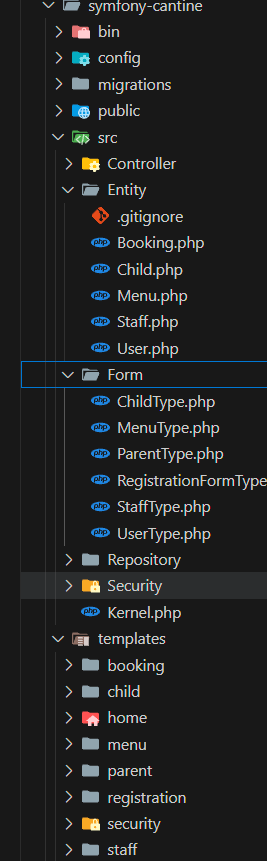 symfony-cantine
bin
config
migrations
public
src
Controller
Entity
.gitignore
php Booking.php
php Child.php
php Menu.php
php Staff.php
php User.php
Form
php ChildType.php
php MenuType.php
php ParentType.php
php RegistrationFormType
php StaffType.php
php UserType.php
Repository
Security
php Kernel.php
templates
booking
child
home
menu
parent
registration
security
staff